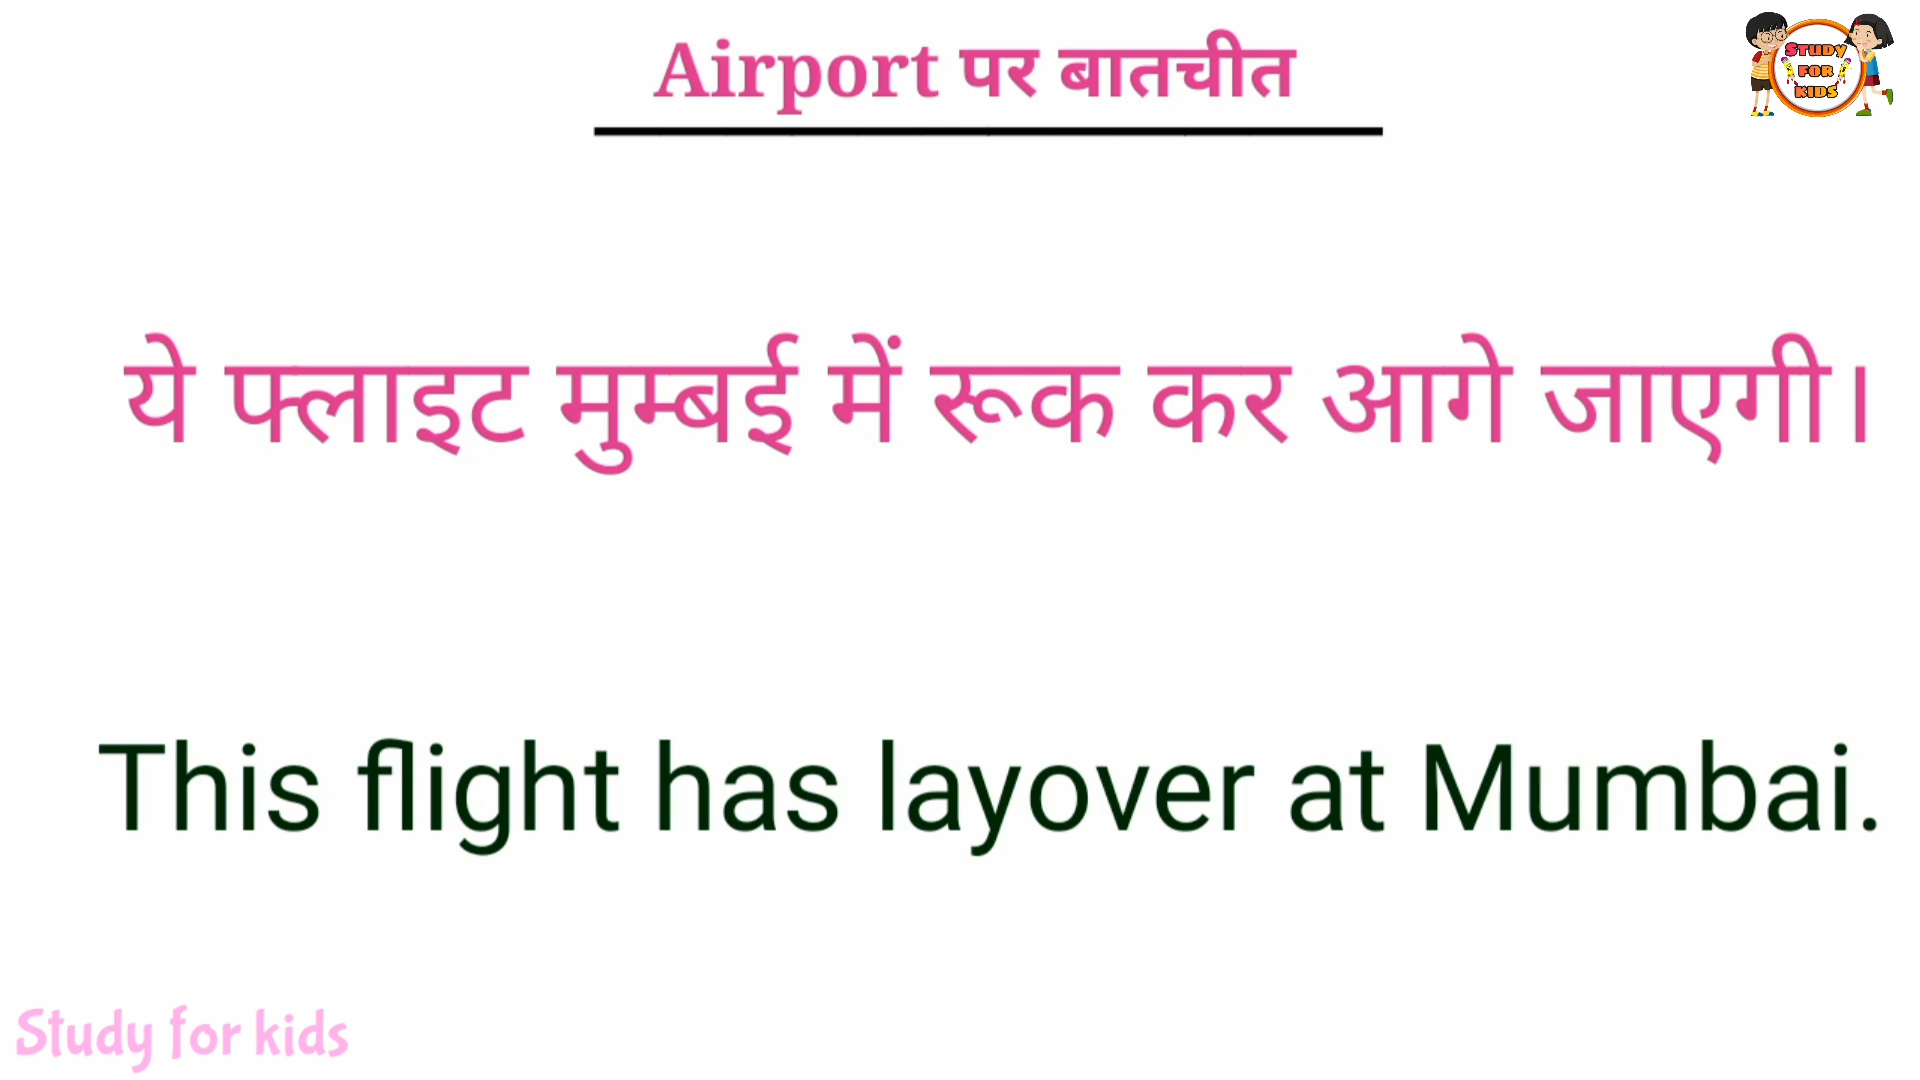 Airport पर बातचीत
STUDY
FOR
KIDS
ये फ्लाइट मुम्बई में रूक कर आगे जाएगी।
This flight has layover at Mumbai.
Study for kids